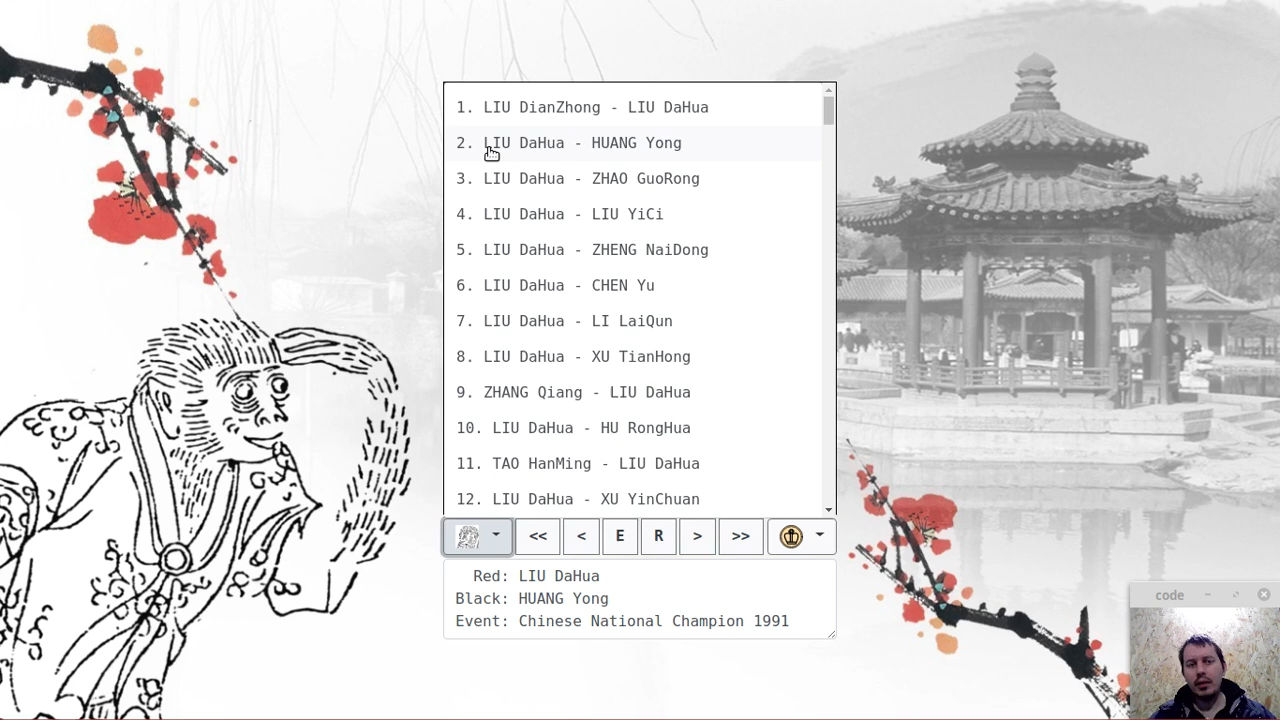 1. LIU DianZhong - LIU DaHua
2. LIU DaHua - HUANG Yong
3. LIU DaHua - ZHAO GuoRong
4. LIU DaHua - LIU YiCi
5. LIU DaHua - ZHENG NaiDong
6. LIU DaHua - CHEN Yu
7. LIU DaHua - LI LaiQun
8. LIU DaHua - XU TianHong
9. ZHANG Qiang - LIU DaHua
10. LIU DaHua - HU RongHua
11. TAO HanMing - LIU DaHua
12. LIU DaHua - XU YinChuan
<< < E R > >>
Red: LIU DaHua
Black: HUANG Yong
Event: Chinese National Champion 1991
code